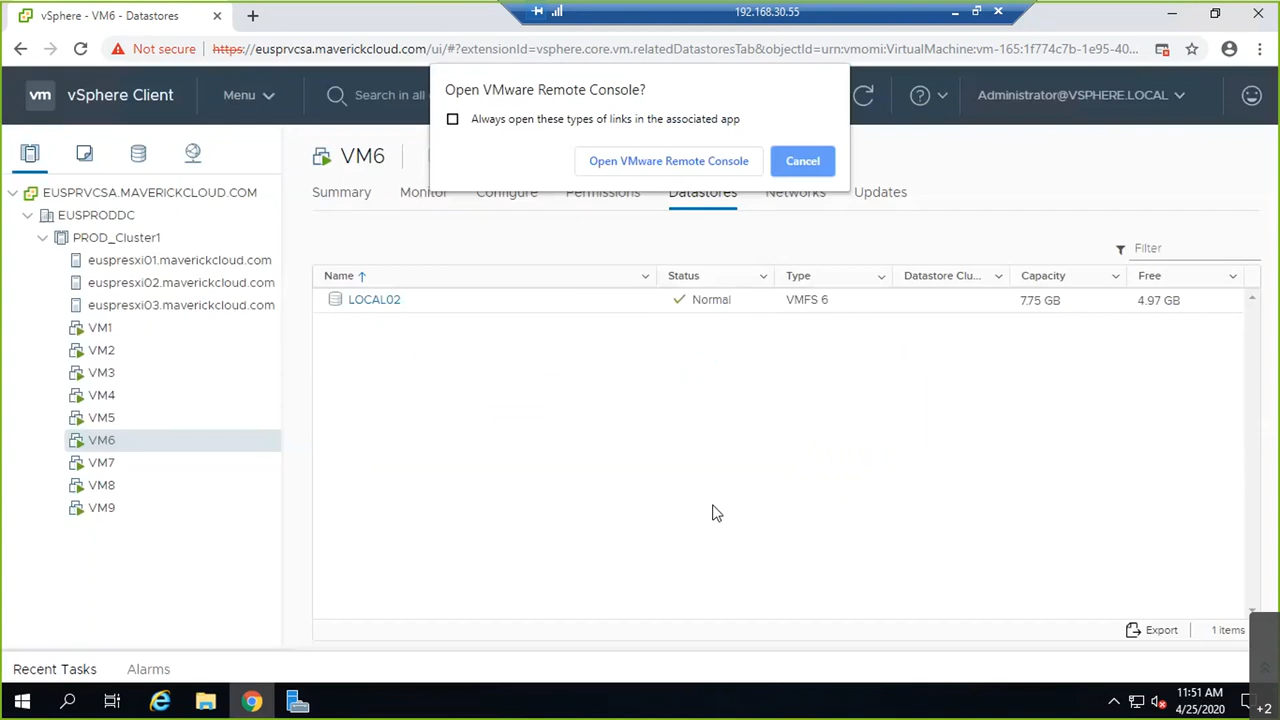 vSphere - VM6 - Datastores
192.168.30.55
Not secure
https://eusprvcsa.maverickcloud.com/ui/#?extensionId=vsphere.core.vm.relatedDatastoresTab&objectId=urn:vmomi:VirtualMachine:vm-165:1f774c7b-1e95-40...
vm vSphere Client Menu Search in all Administrator@VSPHERE.LOCAL
Open VMware Remote Console?
Always open these types of links in the associated app
Open VMware Remote Console Cancel
VM6
Summary Monitor Configure Permissions Datastores Networks Updates
EUSPRVCSA.MAVERICKCLOUD.COM
EUSPRODDC
PROD_Cluster1
euspresxi01.maverickcloud.com
euspresxi02.maverickcloud.com
euspresxi03.maverickcloud.com
VM1
VM2
VM3
VM4
VM5
VM6
VM7
VM8
VM9
Filter
Name Status Type Datastore Clu... Capacity Free
LOCAL02 Normal VMFS 6 7.75 GB 4.97 GB
Export 1 items
Recent Tasks Alarms
11:51 AM
4/25/2020
+2